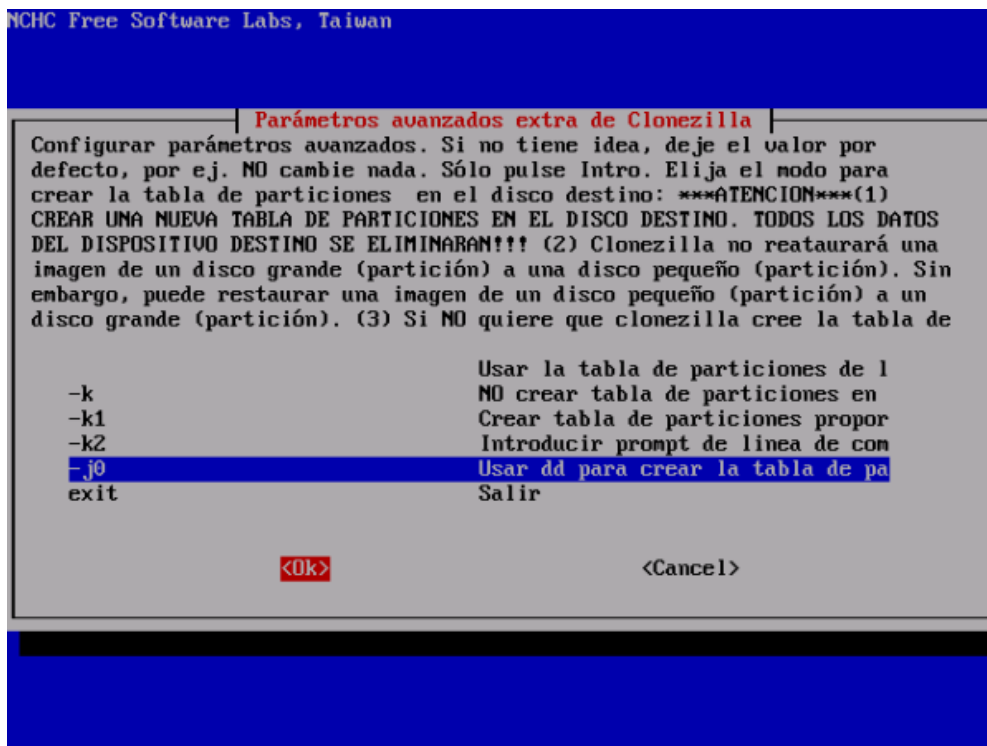 NCHC Free Software Labs, Taiwan
Parámetros avanzados extra de Clonezilla
Configurar parámetros avanzados. Si no tiene idea, deje el valor por
defecto, por ej. NO cambie nada. Sólo pulse Intro. Elija el modo para
crear la tabla de particiones en el disco destino: ***ATENCION***(1)
CREAR UNA NUEVA TABLA DE PARTICIONES EN EL DISCO DESTINO. TODOS LOS DATOS
DEL DISPOSITIVO DESTINO SE ELIMINARAN!!! (2) Clonezilla no reataurará una
imagen de un disco grande (partición) a una disco pequeño (partición). Sin
embargo, puede restaurar una imagen de un disco pequeño (partición) a un
disco grande (partición). (3) Si NO quiere que clonezilla cree la tabla de
Usar la tabla de particiones de l
-k NO crear tabla de particiones en
-k1 Crear tabla de particiones propor
-k2 Introducir prompt de linea de com
-j0 Usar dd para crear la tabla de pa
exit Salir
<Ok> <Cancel>